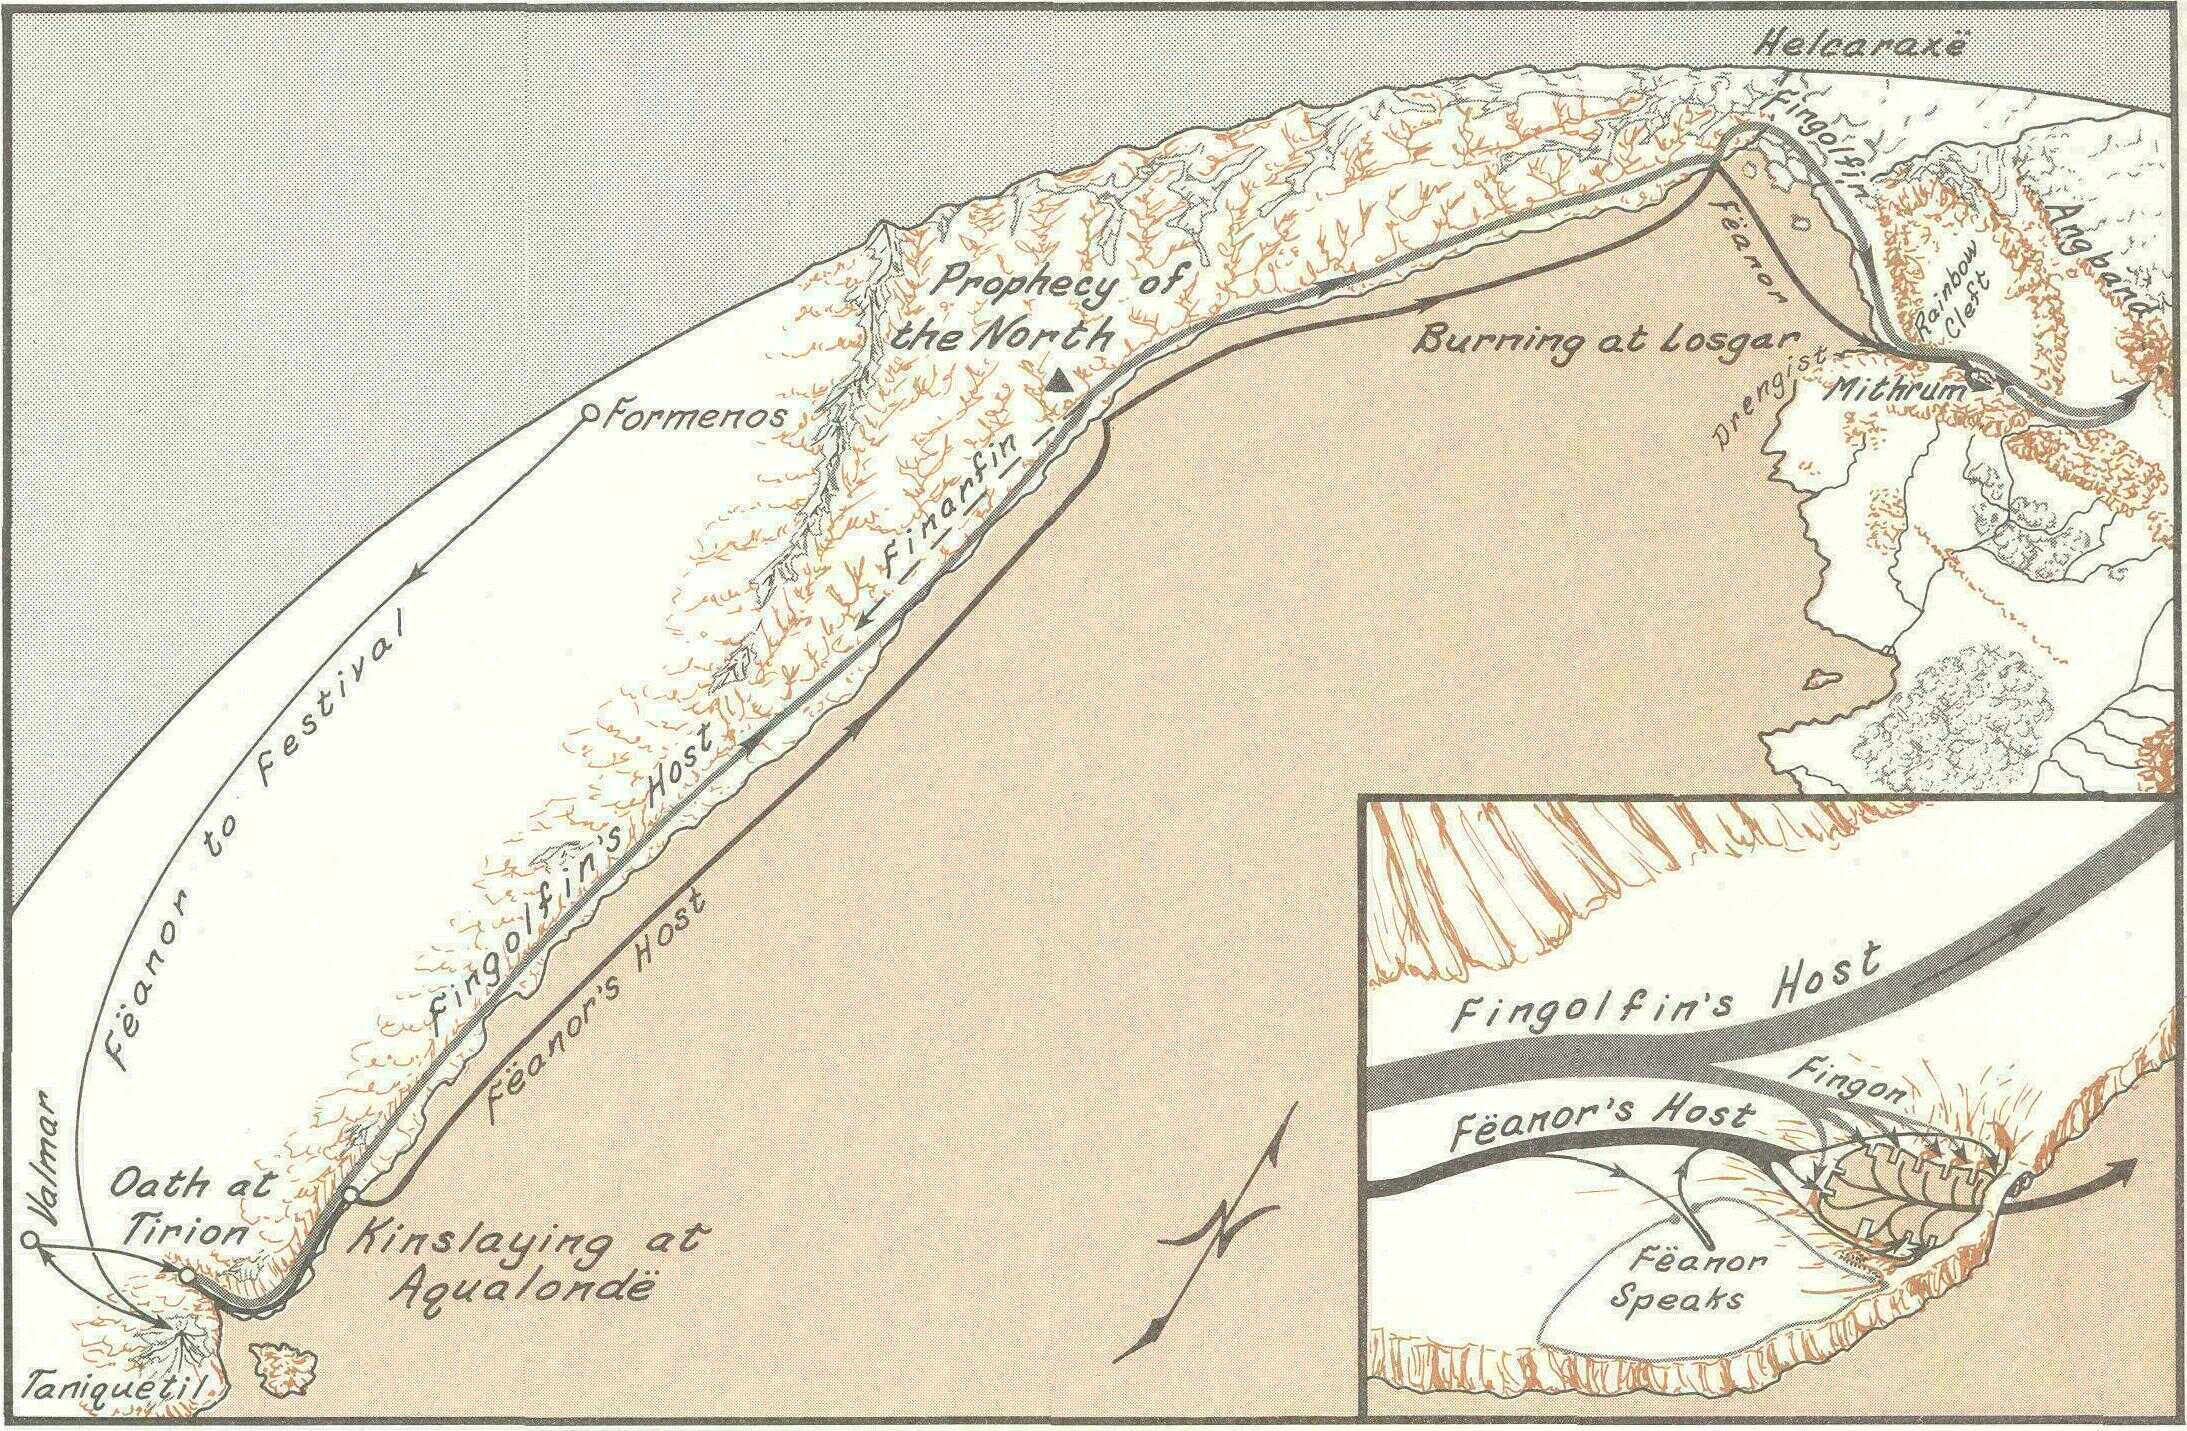 Helcaraxë
Fingolfin
Angband
Prophecy of
the North
Fëanor
Rainbow
Cleft
Burning at Losgar
Drengist
Mithrum
Formenos
Finarfin
Fëanor to Festival
Fingolfin's Host
Fëanor's Host
Valmar
Oath at
Tirion
Kinslaying at
Aqualondë
N
Taniquetil
Fingolfin's Host
Fingon
Fëanor's Host
Fëanor
Speaks